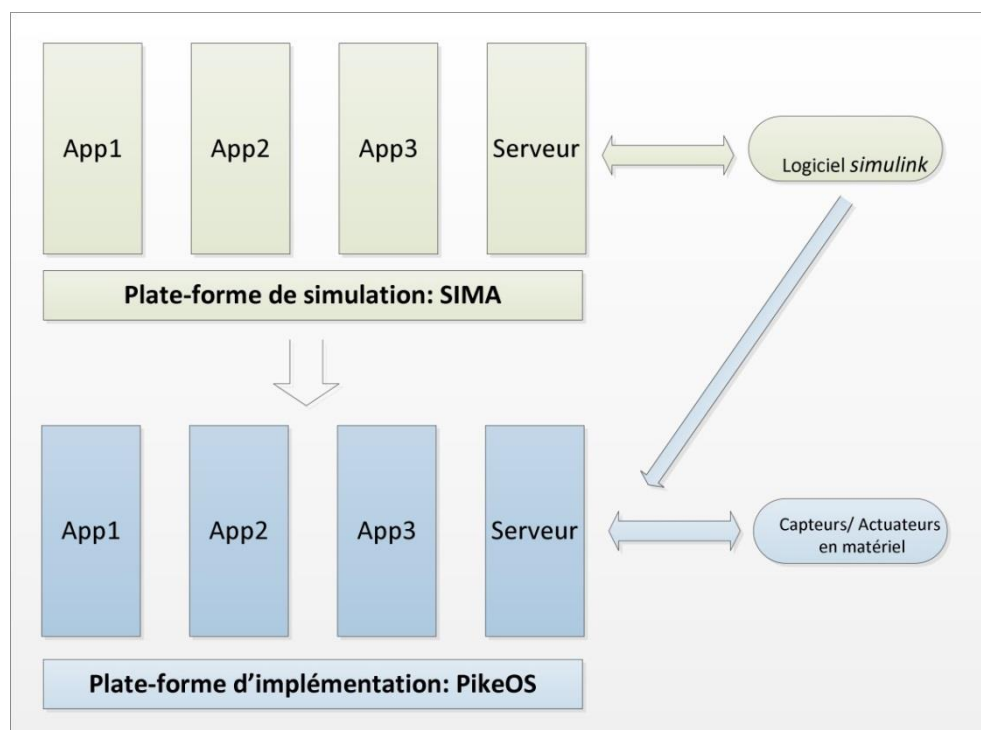 App1
App2
App3
Serveur
Logiciel simulink
Plate-forme de simulation: SIMA
App1
App2
App3
Serveur
Capteurs/ Actuateurs
en matériel
Plate-forme d’implémentation: PikeOS